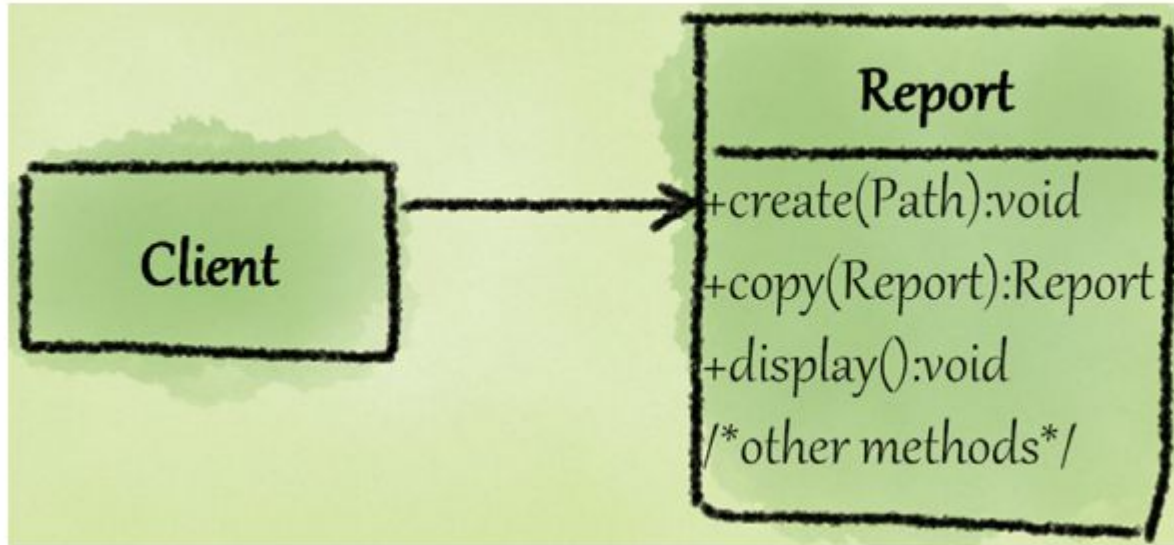 Client
Report
+create(Path):void
+copy(Report):Report
+display():void
/*other methods*/